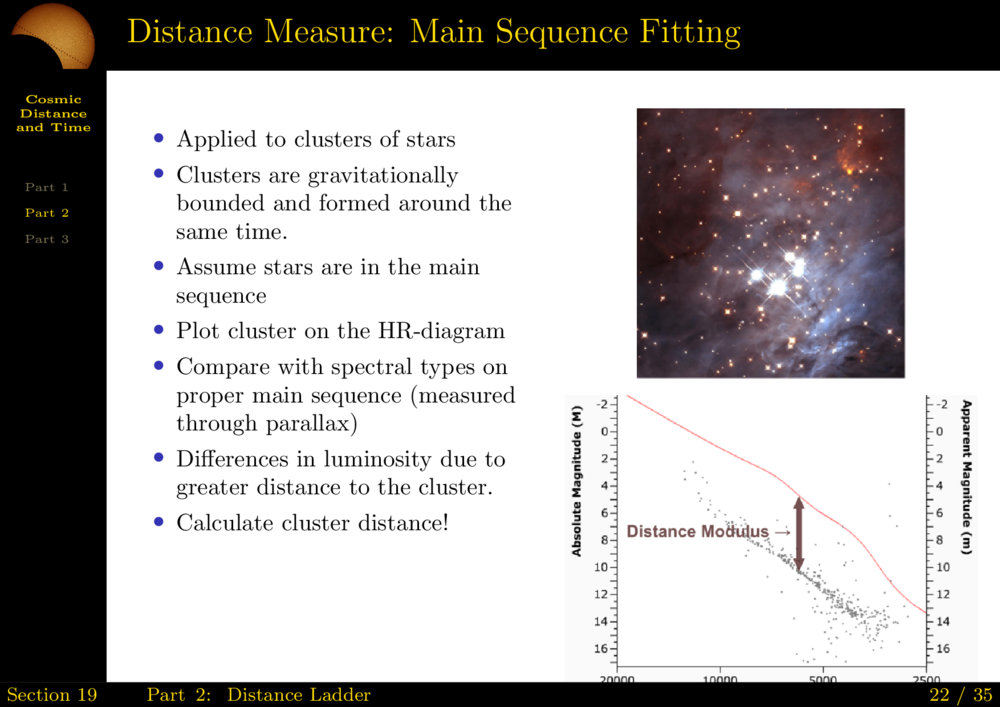 Distance Measure: Main Sequence Fitting
Cosmic
Distance
and Time
Part 1
Part 2
Part 3
• Applied to clusters of stars
• Clusters are gravitationally
bounded and formed around the
same time.
• Assume stars are in the main
sequence
• Plot cluster on the HR-diagram
• Compare with spectral types on
proper main sequence (measured
through parallax)
• Differences in luminosity due to
greater distance to the cluster.
• Calculate cluster distance!
Absolute Magnitude (M)
-2
0
2
4
6
8
10
12
14
16
Distance Modulus →
-2
0
2
4
6
8
10
12
14
16
Apparent Magnitude (m)
20000 10000 5000 2500
Section 19 Part 2: Distance Ladder 22 / 35